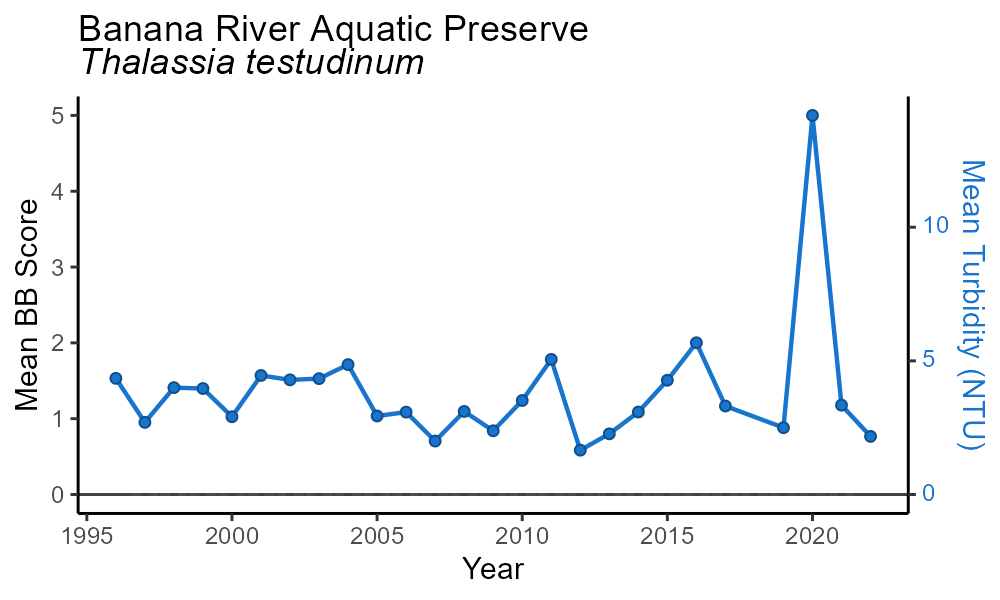 Banana River Aquatic Preserve
Thalassia testudinum
Mean BB Score
5
4
3
2
1
0
10
5
0
Mean Turbidity (NTU)
1995 2000 2005 2010 2015 2020
Year